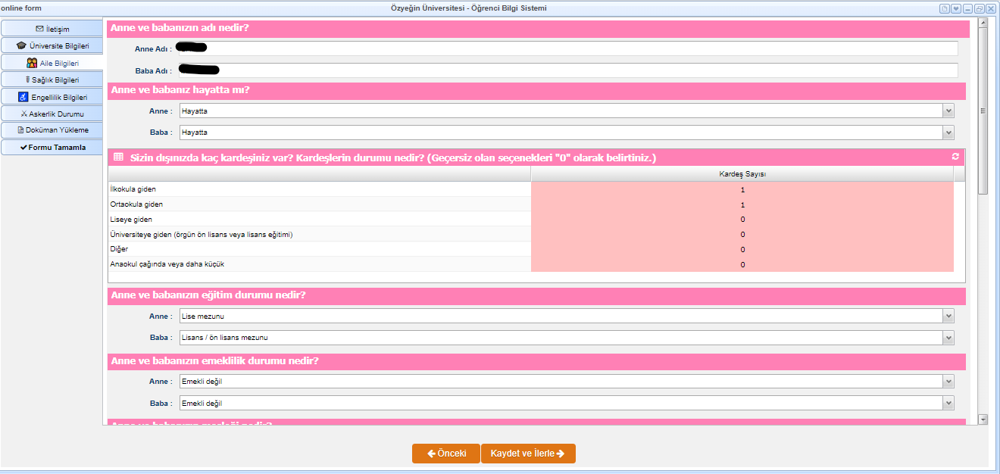 online form
Özyeğin Üniversitesi - Öğrenci Bilgi Sistemi
İletişim
Üniversite Bilgileri
Aile Bilgileri
Sağlık Bilgileri
Engellilik Bilgileri
Askerlik Durumu
Doküman Yükleme
Formu Tamamla
Anne ve babanızın adı nedir?
Anne Adı :
Baba Adı :
Anne ve babanız hayatta mı?
Anne : Hayatta
Baba : Hayatta
Sizin dışınızda kaç kardeşiniz var? Kardeşlerin durumu nedir? (Geçersiz olan seçenekleri "0" olarak belirtiniz.)
Kardeş Sayısı
İlkokula giden 1
Ortaokula giden 1
Liseye giden 0
Üniversiteye giden (örgün ön lisans veya lisans eğitimi) 0
Diğer 0
Anaokul çağında veya daha küçük 0
Anne ve babanızın eğitim durumu nedir?
Anne : Lise mezunu
Baba : Lisans / ön lisans mezunu
Anne ve babanızın emeklilik durumu nedir?
Anne : Emekli değil
Baba : Emekli değil
Anne ve babanızın mesleği nedir?
Önceki
Kaydet ve İlerle